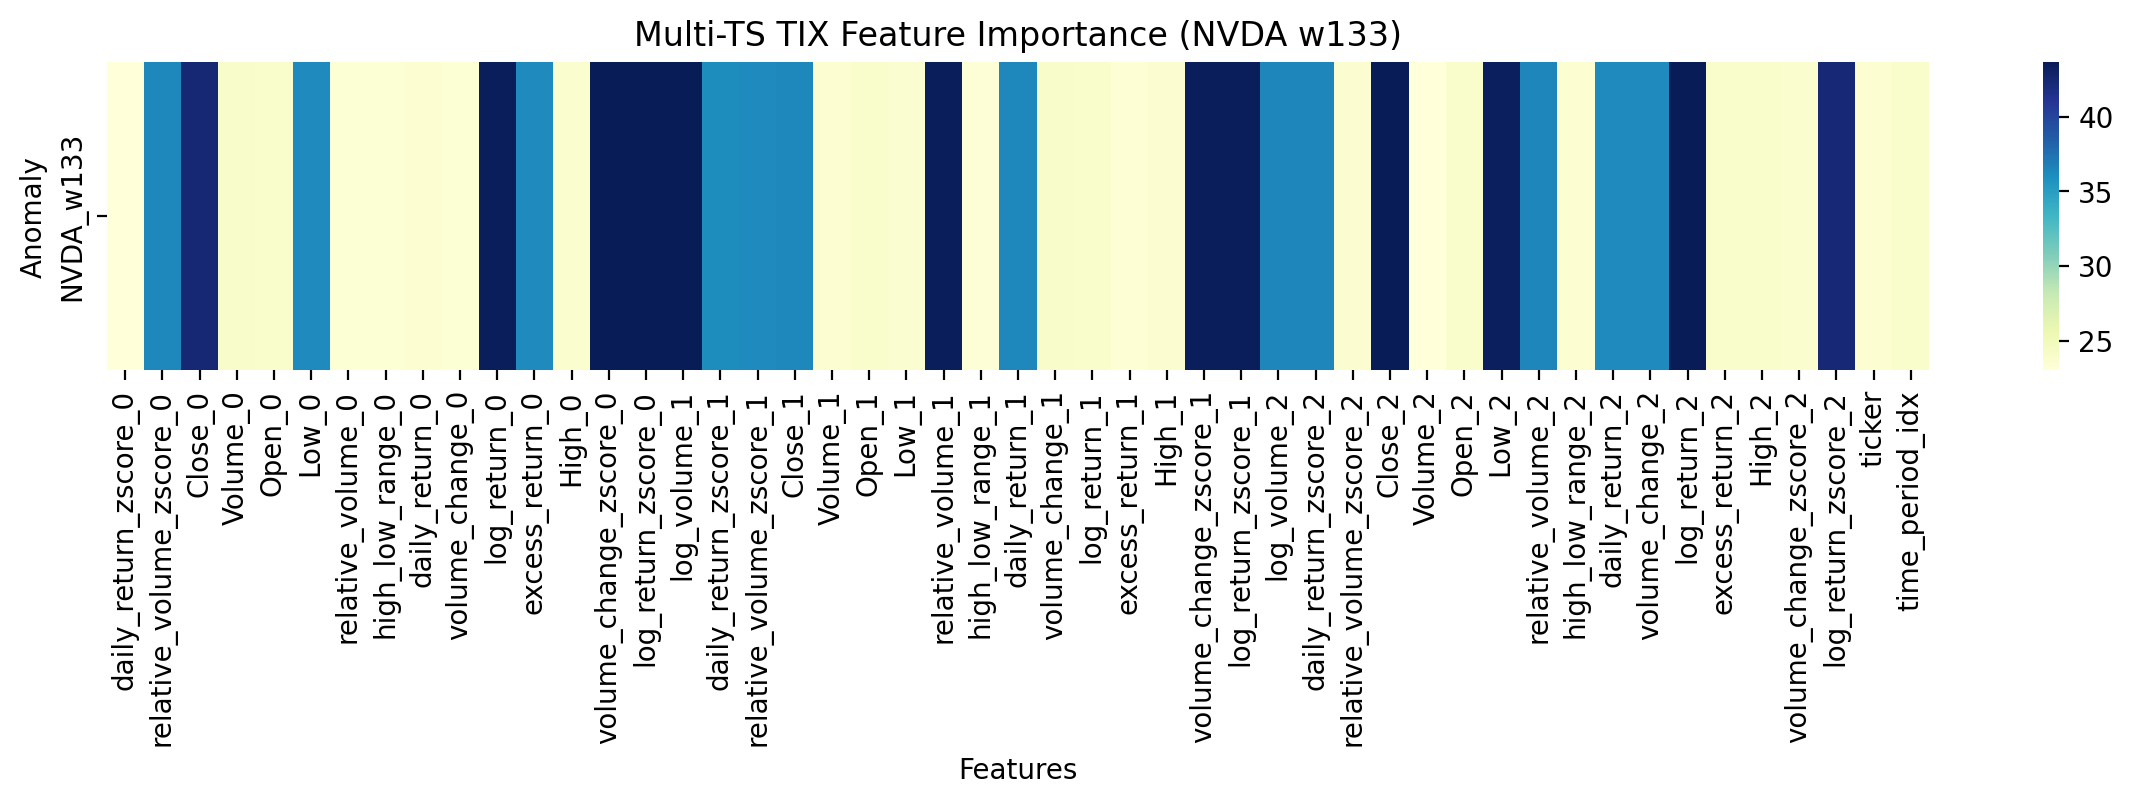 Multi-TS TIX Feature Importance (NVDA w133)
Anomaly
NVDA_w133
40
35
30
25
daily_return_zscore_0
relative_volume_zscore_0
Close_0
Volume_0
Open_0
Low_0
relative_volume_0
high_low_range_0
daily_return_0
volume_change_0
log_return_0
excess_return_0
High_0
volume_change_zscore_0
log_return_zscore_0
log_volume_1
daily_return_zscore_1
relative_volume_zscore_1
Close_1
Volume_1
Open_1
Low_1
relative_volume_1
high_low_range_1
daily_return_1
volume_change_1
log_return_1
excess_return_1
High_1
volume_change_zscore_1
log_return_zscore_1
log_volume_2
daily_return_zscore_2
relative_volume_zscore_2
Close_2
Volume_2
Open_2
Low_2
relative_volume_2
high_low_range_2
daily_return_2
volume_change_2
log_return_2
excess_return_2
High_2
volume_change_zscore_2
log_return_zscore_2
ticker
time_period_idx
Features